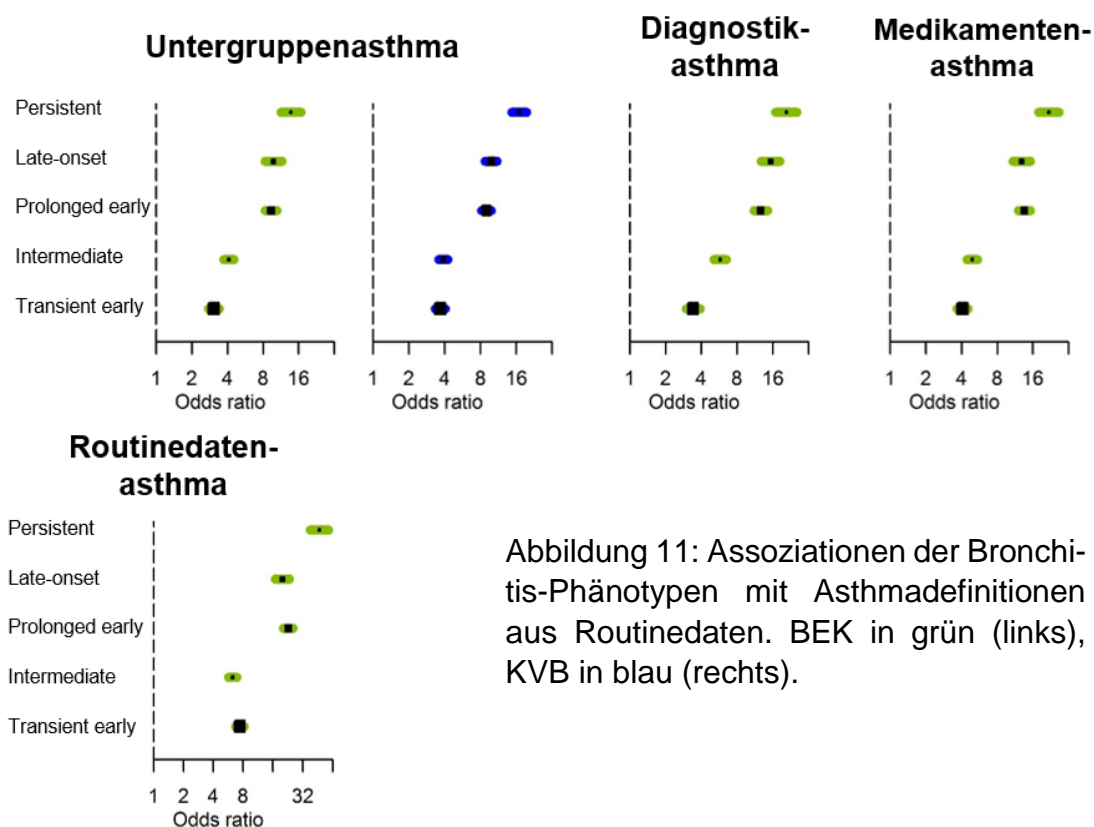 Untergruppenasthma
Diagnostik-
asthma
Medikamenten-
asthma
Persistent
Late-onset
Prolonged early
Intermediate
Transient early
1 2 4 8 16
Odds ratio
1 2 4 8 16
Odds ratio
1 2 4 8 16
Odds ratio
1 2 4 8 16
Odds ratio
Routinedaten-
asthma
Persistent
Late-onset
Prolonged early
Intermediate
Transient early
1 2 4 8 32
Odds ratio
Abbildung 11: Assoziationen der Bronchi-
tis-Phänotypen mit Asthmadefinitionen
aus Routinedaten. BEK in grün (links),
KVB in blau (rechts).